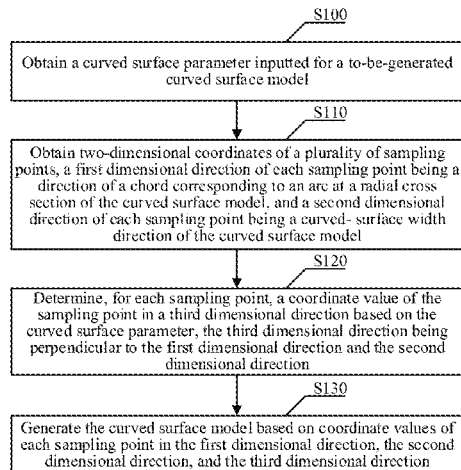 S100
Obtain a curved surface parameter inputted for a to-be-generated
curved surface model
S110
Obtain two-dimensional coordinates of a plurality of sampling
points, a first dimensional direction of each sampling point being a
direction of a chord corresponding to an arc at a radial cross
section of the curved surface model, and a second dimensional
direction of each sampling point being a curved- surface width
direction of the curved surface model
S120
Determine, for each sampling point, a coordinate value of the
sampling point in a third dimensional direction based on the
curved surface parameter, the third dimensional direction being
perpendicular to the first dimensional direction and the second
dimensional direction
S130
Generate the curved surface model based on coordinate values of
each sampling point in the first dimensional direction, the second
dimensional direction, and the third dimensional direction